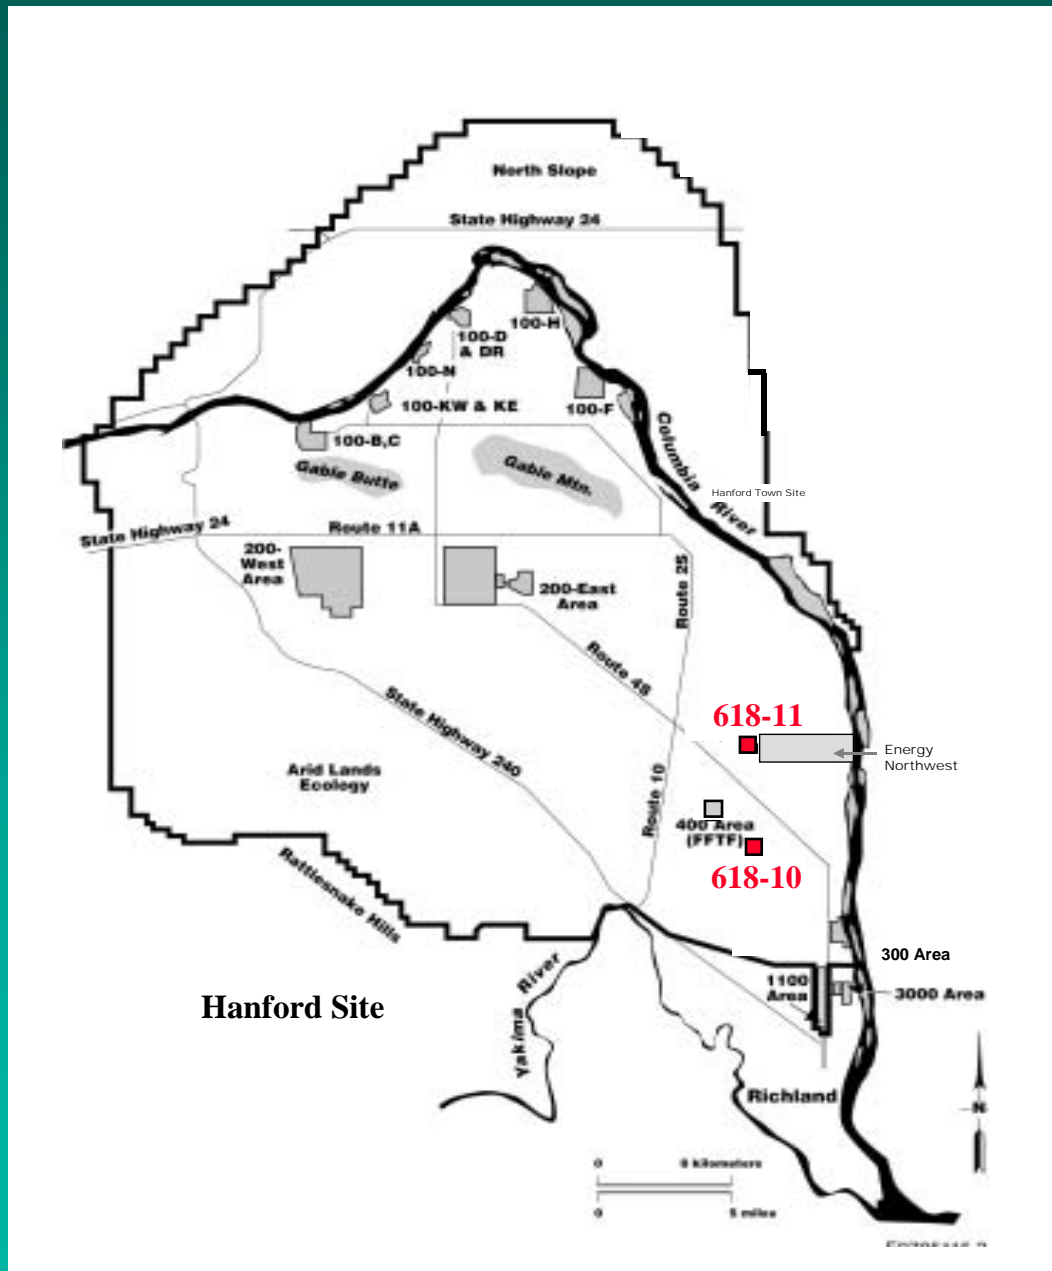 North Slope
State Highway 24
100-H
100-D
& DR
100-N
100-KW & KE
100-F
100-B,C
Columbia
River
Gable Butte
Gable Mtn.
Hanford Town Site
State Highway 24
Route 11A
200-
West
Area
200-East
Area
Route 25
Route 4S
618-11
State Highway 240
Energy
Northwest
Arid Lands
Ecology
Route 10
400 Area
(FFTF)
618-10
Rattlesnake Hills
300 Area
1100
Area
3000 Area
Hanford Site
Yakima
River
Richland
N
0
8 kilometers
0
5 miles